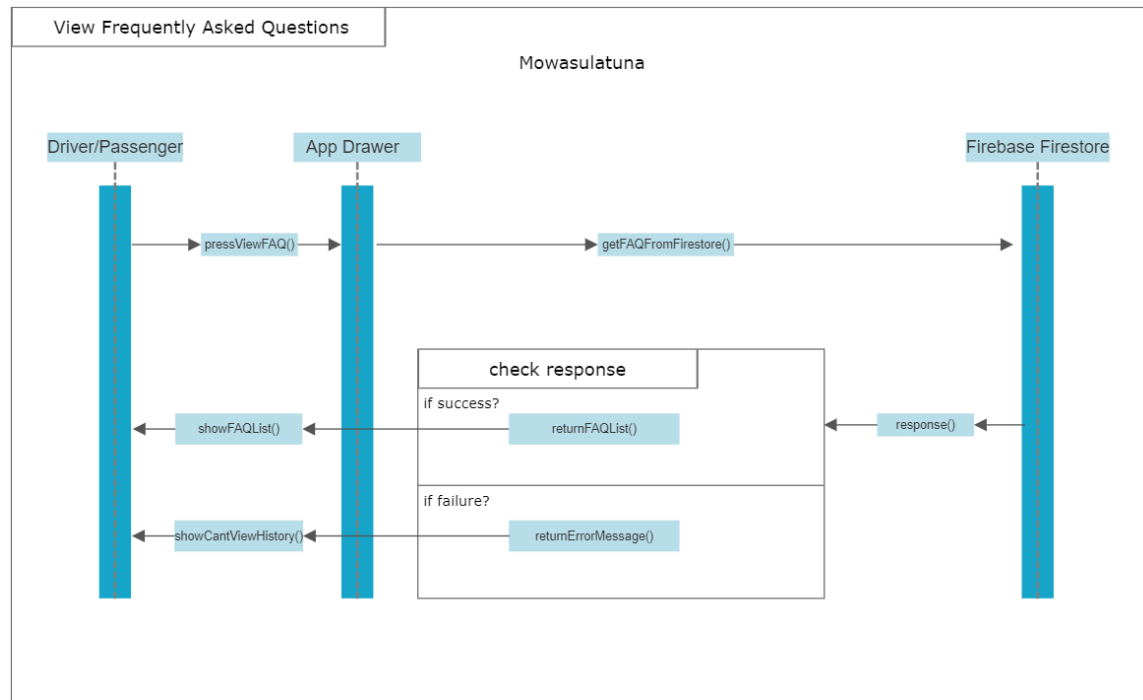 View Frequently Asked Questions
Mowasulatuna
Driver/Passenger
App Drawer
Firebase Firestore
pressViewFAQ()
getFAQFromFirestore()
check response
if success?
showFAQList()
returnFAQList()
response()
if failure?
showCantViewHistory()
returnErrorMessage()